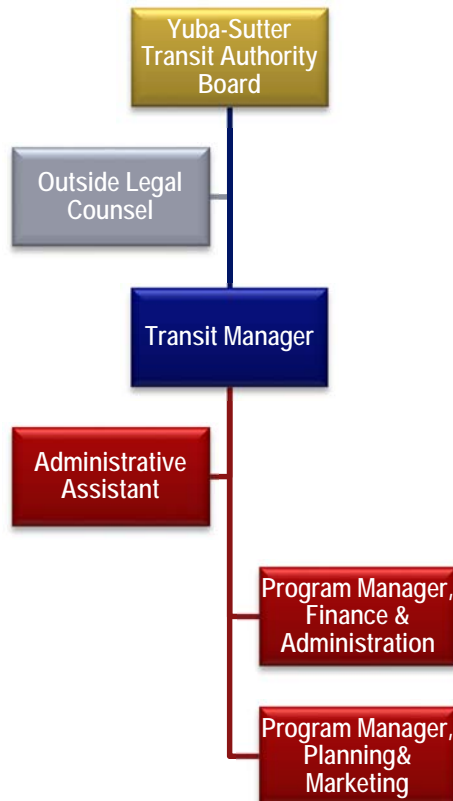 Yuba-Sutter
Transit Authority
Board
Outside Legal
Counsel
Transit Manager
Administrative
Assistant
Program Manager,
Finance &
Administration
Program Manager,
Planning&
Marketing